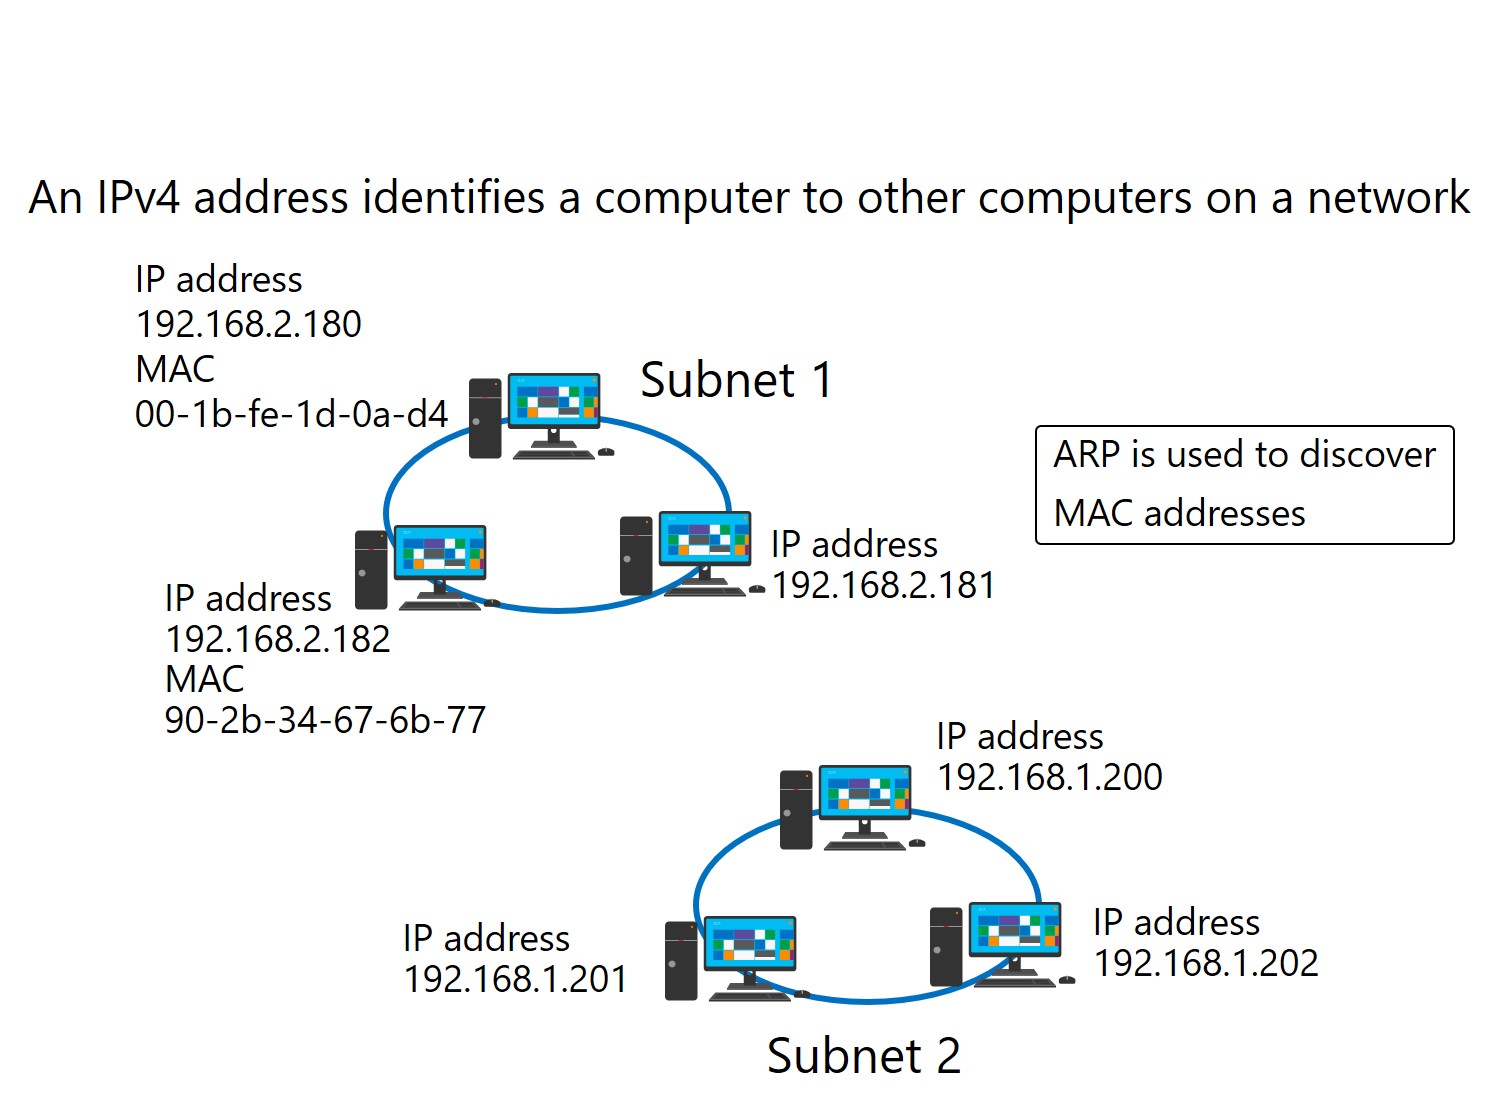 An IPv4 address identifies a computer to other computers on a network
IP address
192.168.2.180
MAC
00-1b-fe-1d-0a-d4
Subnet 1
ARP is used to discover
MAC addresses
IP address
192.168.2.181
IP address
192.168.2.182
MAC
90-2b-34-67-6b-77
IP address
192.168.1.200
IP address
192.168.1.201
IP address
192.168.1.202
Subnet 2